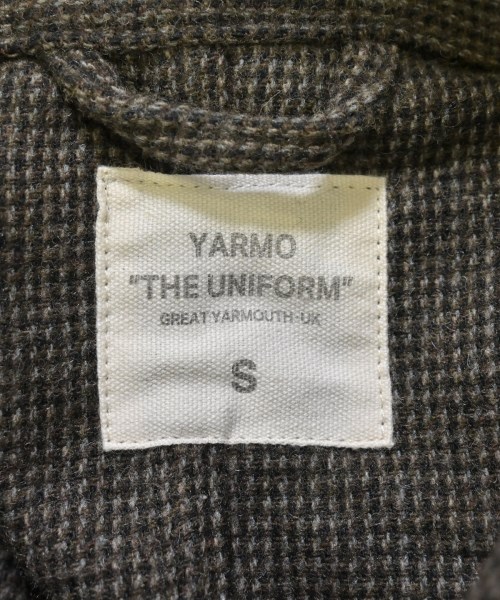 YARMO
"THE UNIFORM"
GREAT YARMOUTH-UK
S